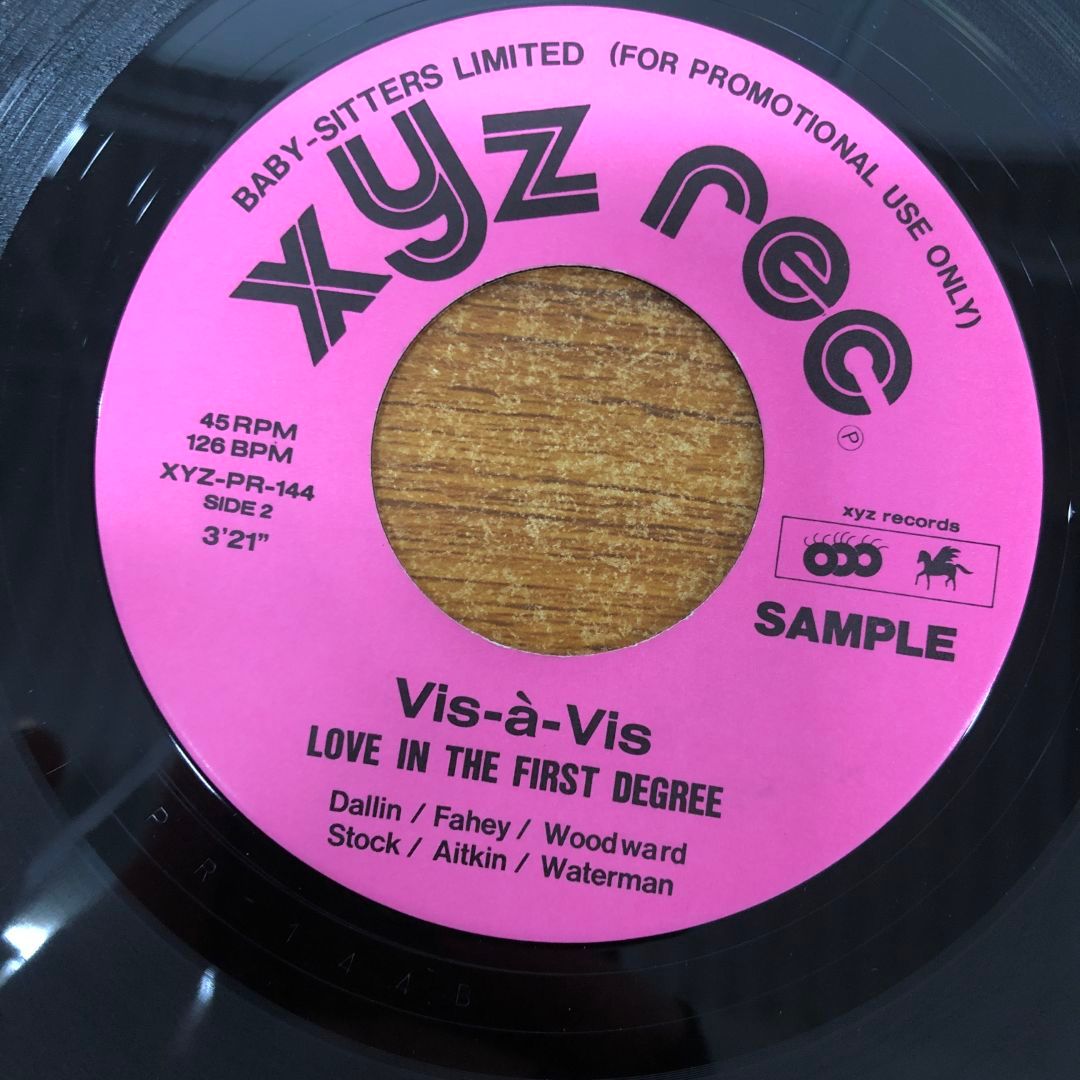 BABY-SITTERS LIMITED (FOR PROMOTIONAL USE ONLY)
xyz rec
Ⓟ
45 RPM
126 BPM
XYZ-PR-144
SIDE 2
3'21"
xyz records
SAMPLE
Vis-à-Vis
LOVE IN THE FIRST DEGREE
Dallin / Fahey / Woodward
Stock / Aitkin / Waterman